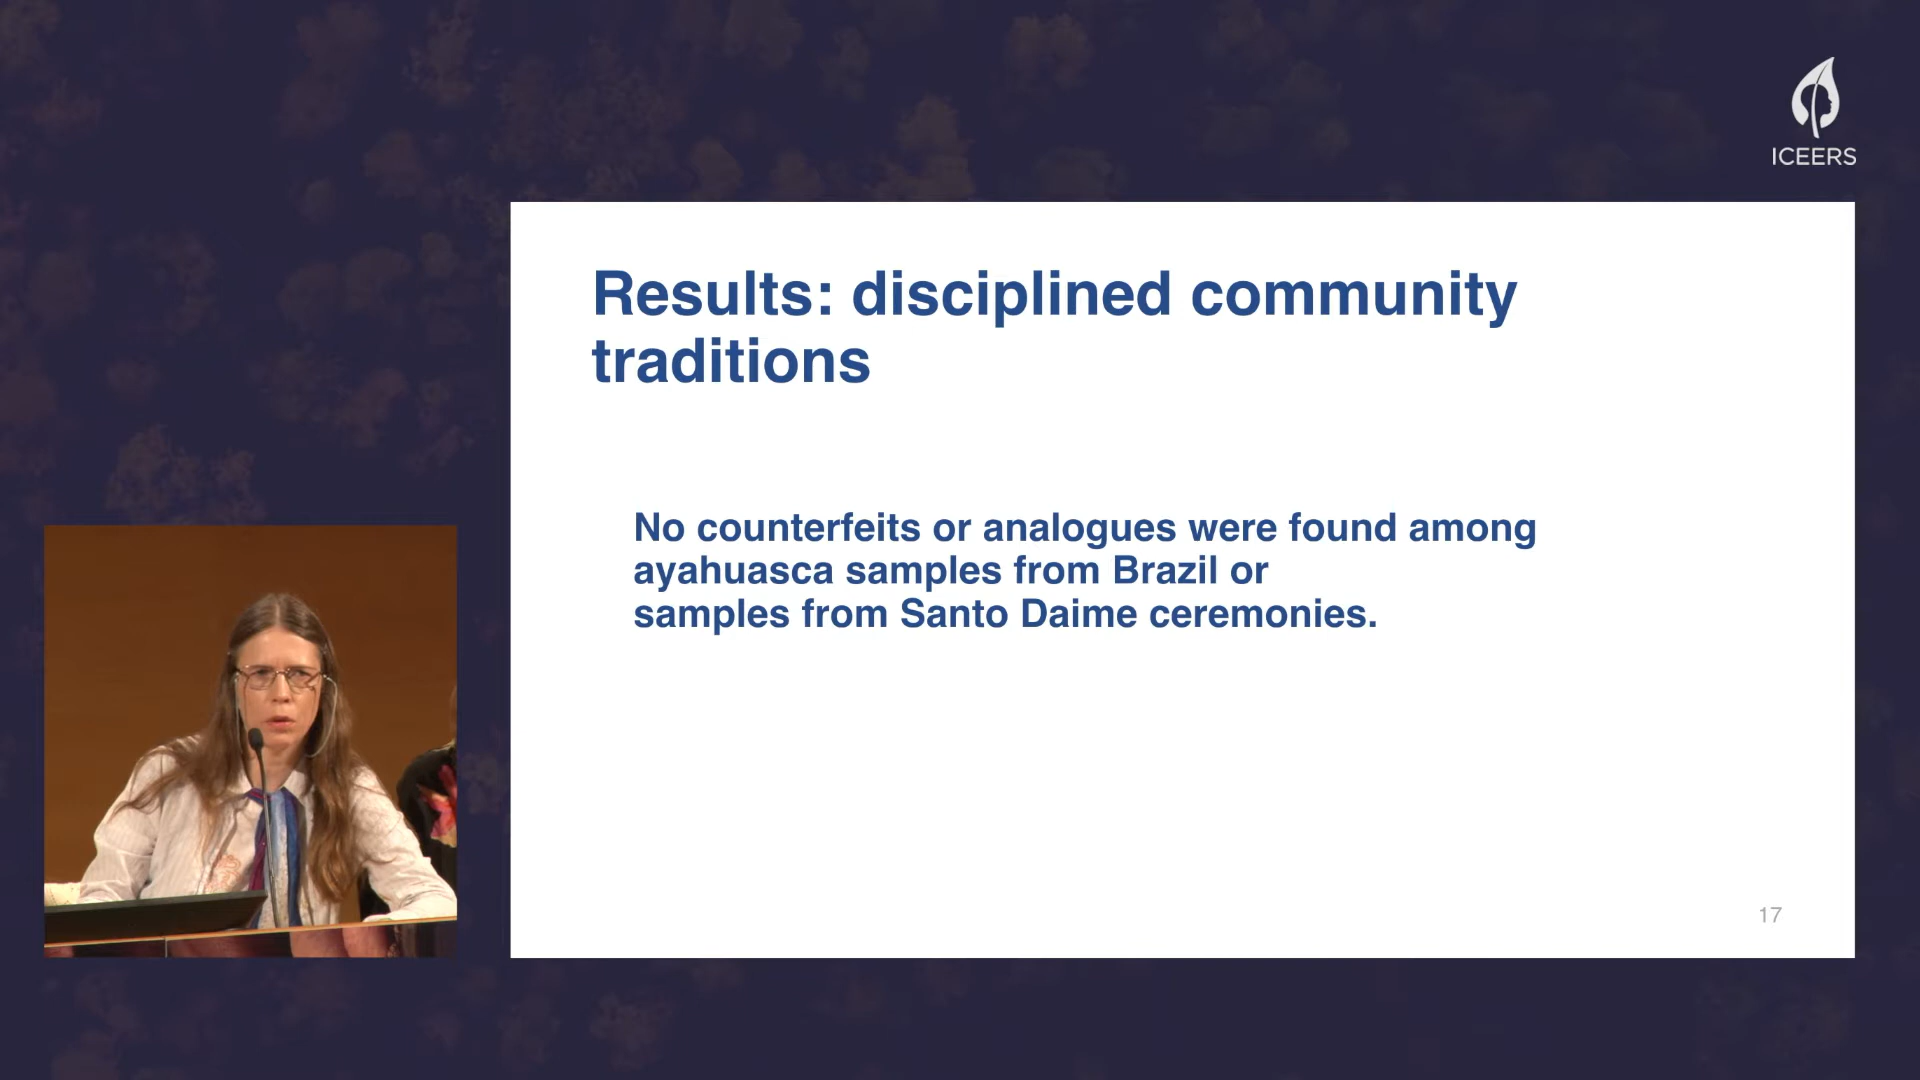 ICEERS
Results: disciplined community
traditions
No counterfeits or analogues were found among
ayahuasca samples from Brazil or
samples from Santo Daime ceremonies.
17